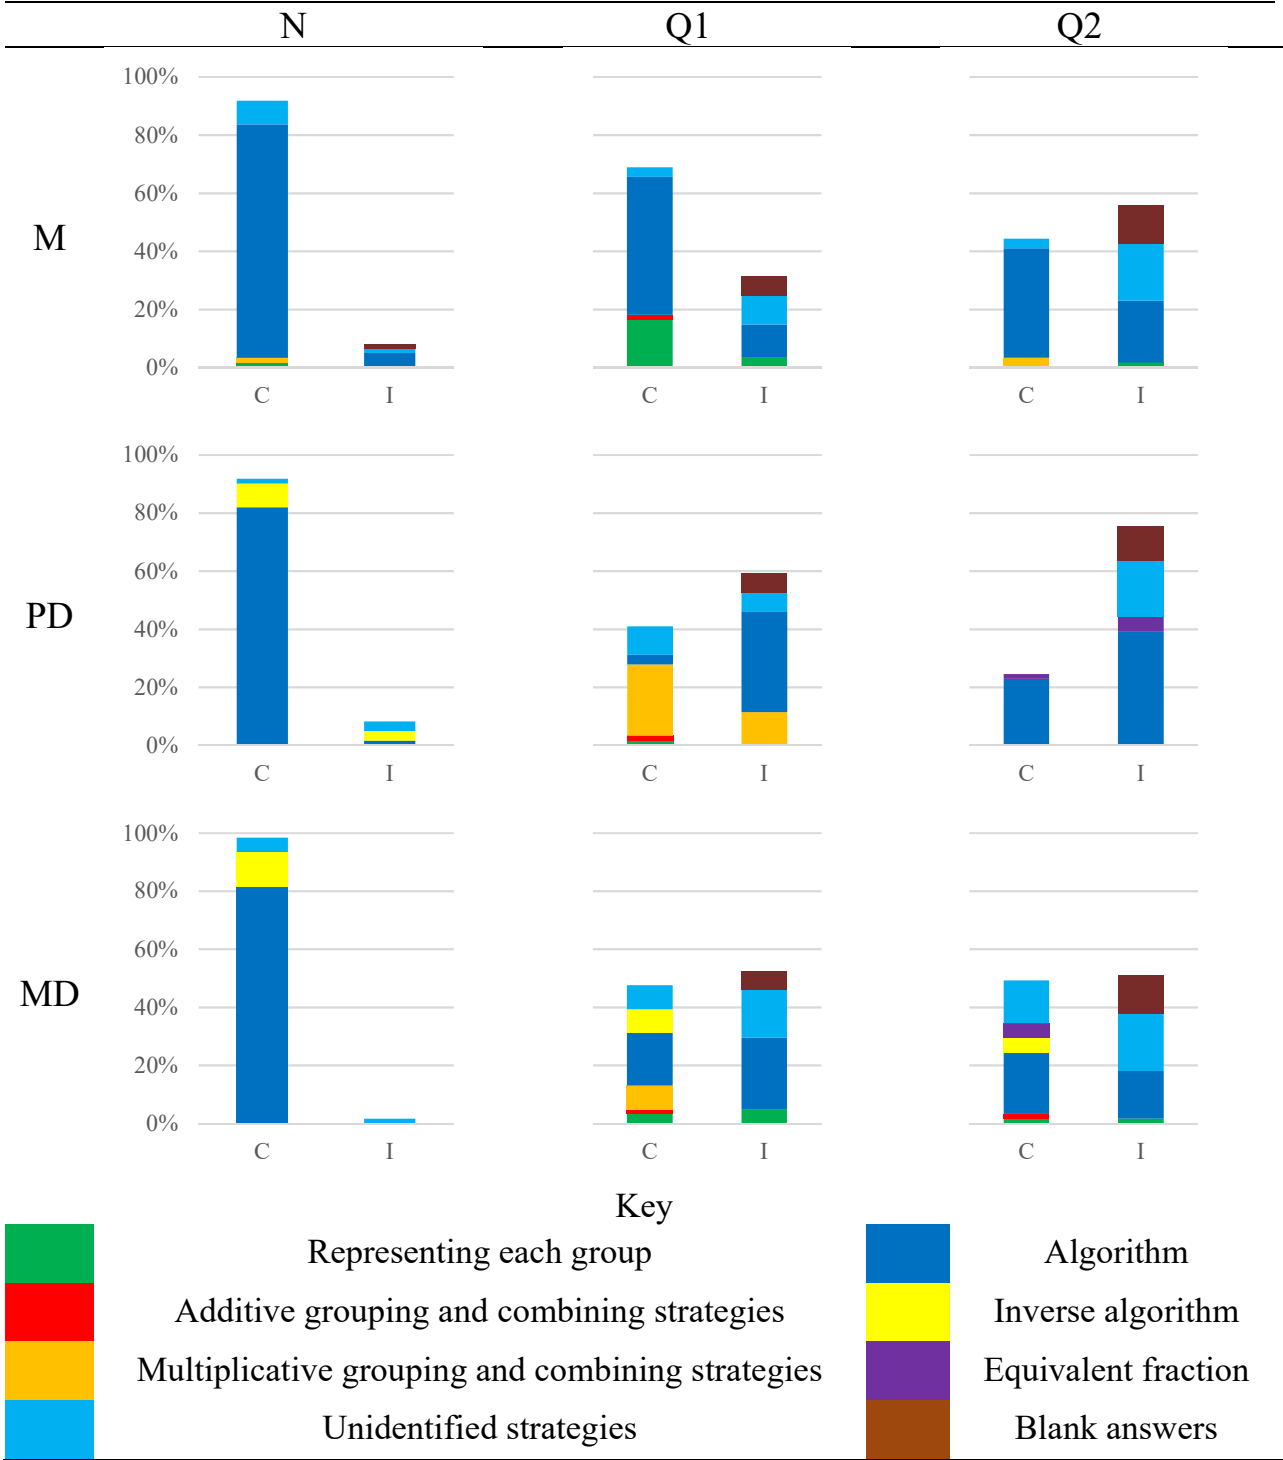 N Q1 Q2
M
100%
80%
60%
40%
20%
0%
C I C I C I
PD
100%
80%
60%
40%
20%
0%
C I C I C I
MD
100%
80%
60%
40%
20%
0%
C I C I C I
Key
Representing each group Algorithm
Additive grouping and combining strategies Inverse algorithm
Multiplicative grouping and combining strategies Equivalent fraction
Unidentified strategies Blank answers